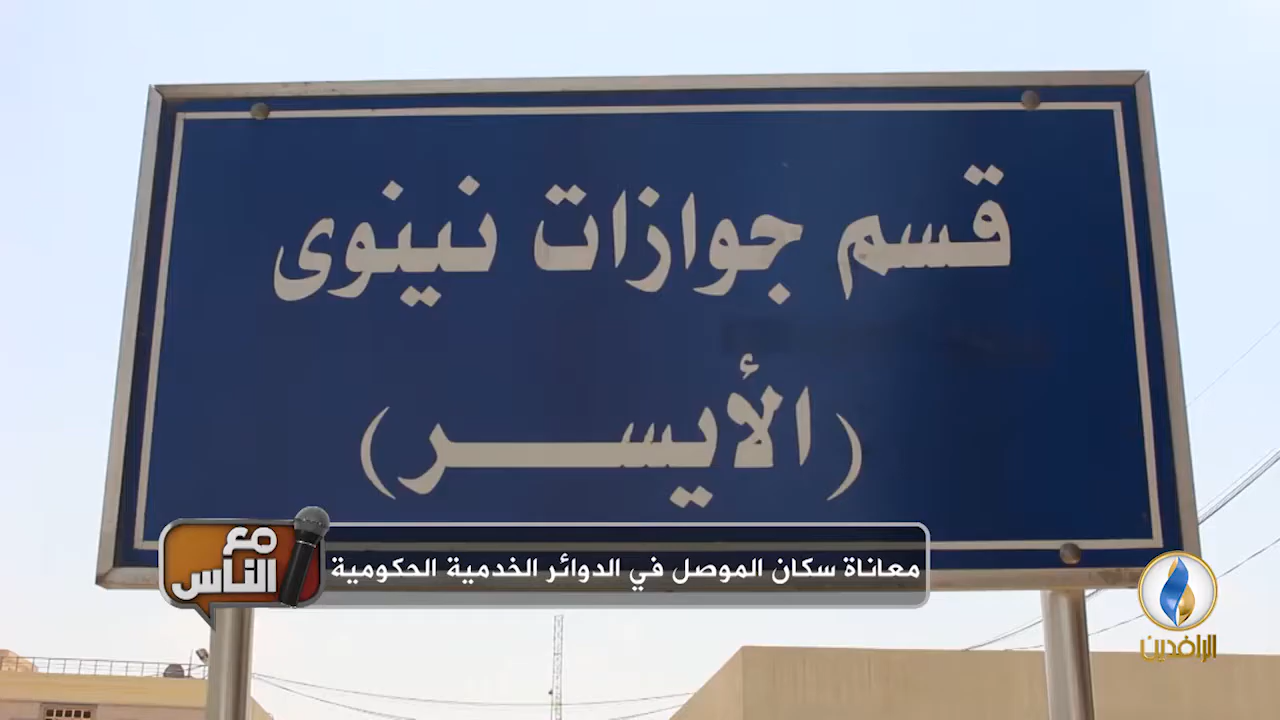 قسم جوازات نينوى
(الأيسر)
مع
الناس
معاناة سكان الموصل في الدوائر الخدمية الحكومية
الرافدين